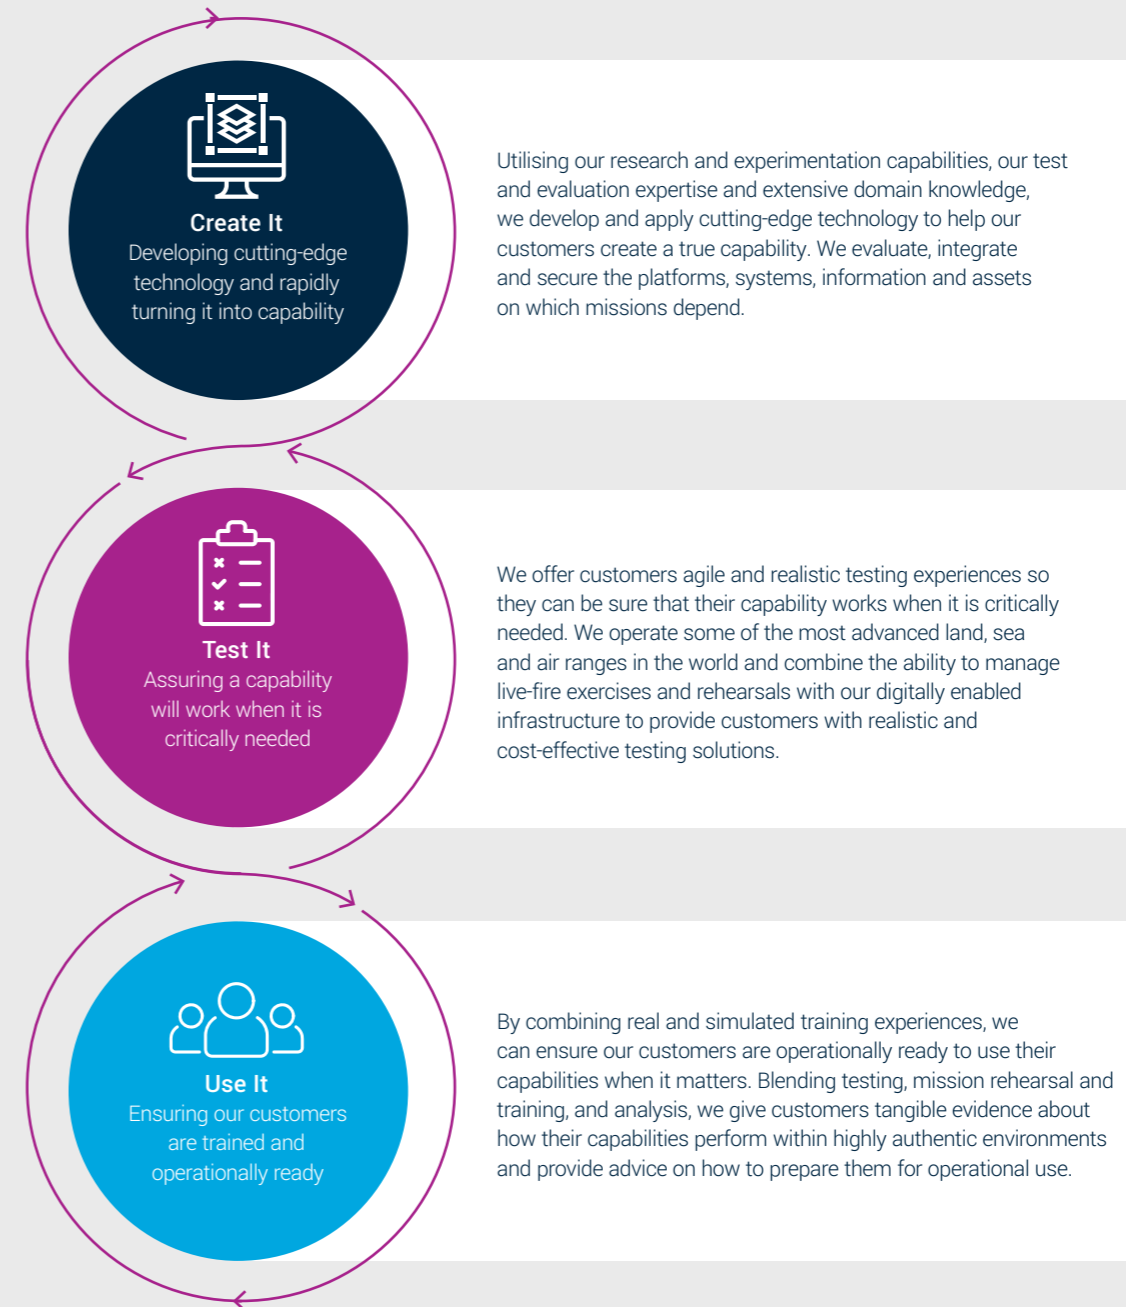 Create It
Developing cutting-edge
technology and rapidly
turning it into capability
Utilising our research and experimentation capabilities, our test
and evaluation expertise and extensive domain knowledge,
we develop and apply cutting-edge technology to help our
customers create a true capability. We evaluate, integrate
and secure the platforms, systems, information and assets
on which missions depend.
Test It
Assuring a capability
will work when it is
critically needed
We offer customers agile and realistic testing experiences so
they can be sure that their capability works when it is critically
needed. We operate some of the most advanced land, sea
and air ranges in the world and combine the ability to manage
live-fire exercises and rehearsals with our digitally enabled
infrastructure to provide customers with realistic and
cost-effective testing solutions.
Use It
Ensuring our customers
are trained and
operationally ready
By combining real and simulated training experiences, we
can ensure our customers are operationally ready to use their
capabilities when it matters. Blending testing, mission rehearsal and
training, and analysis, we give customers tangible evidence about
how their capabilities perform within highly authentic environments
and provide advice on how to prepare them for operational use.